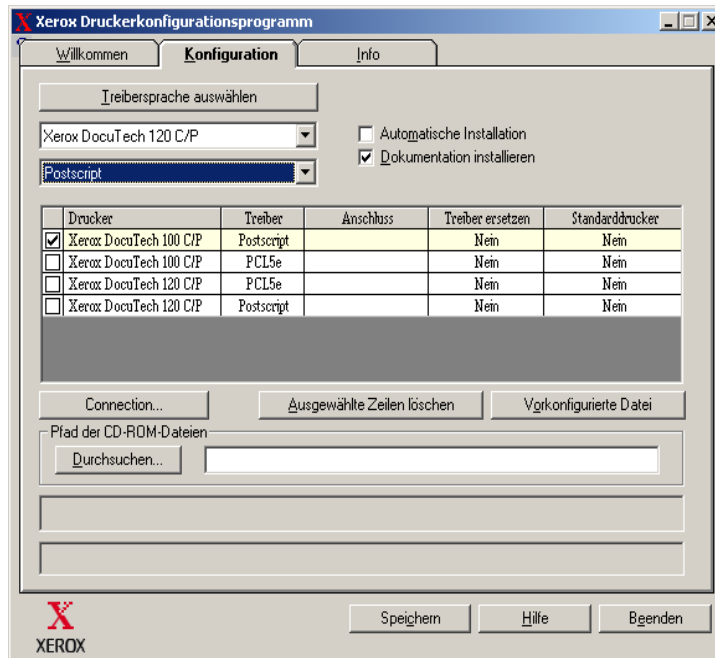 Xerox Druckerkonfigurationsprogramm
Willkommen Konfiguration Info
Treibersprache auswählen
Xerox DocuTech 120 C/P Automatische Installation
Dokumentation installieren
Postscript
Drucker Treiber Anschluss Treiber ersetzen Standarddrucker
Xerox DocuTech 100 C/P Postscript Nein Nein
Xerox DocuTech 100 C/P PCL5e Nein Nein
Xerox DocuTech 120 C/P PCL5e Nein Nein
Xerox DocuTech 120 C/P Postscript Nein Nein
Connection... Ausgewählte Zeilen löschen Vorkonfigurierte Datei
Pfad der CD-ROM-Dateien
Durchsuchen...
Speichern Hilfe Beenden
X
XEROX